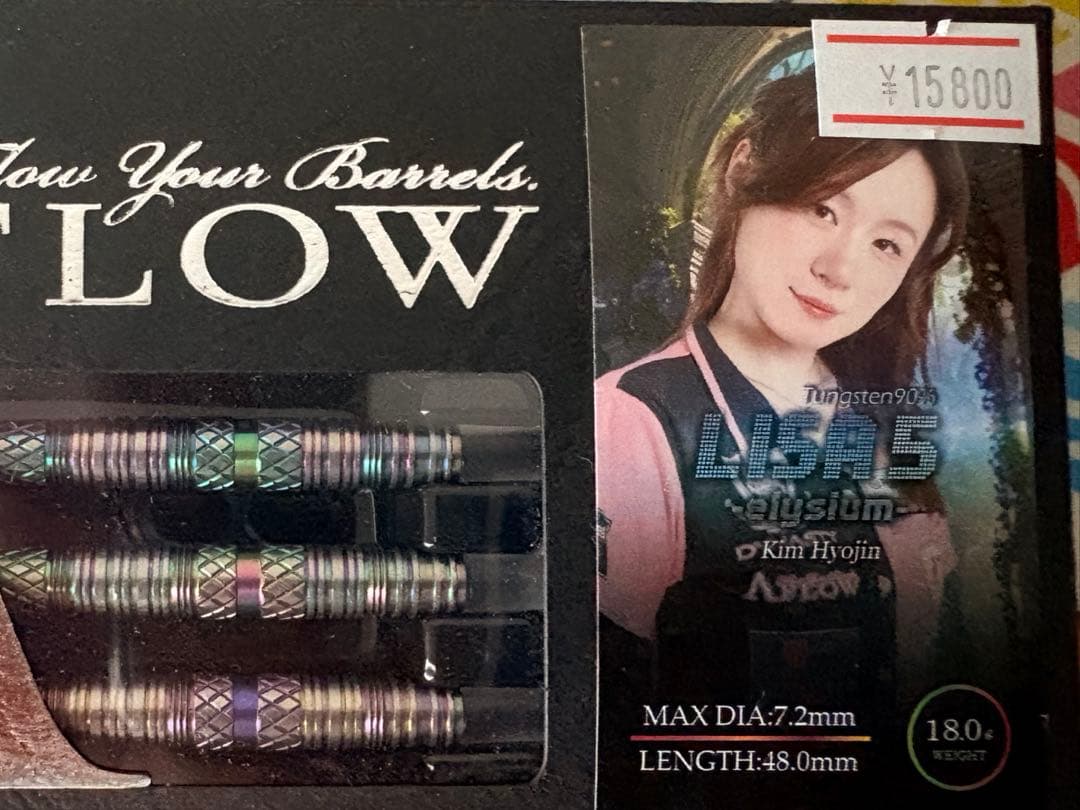 ¥15800
low Your Barrels.
LOW
Tungsten90%
LISA5
-elysium-
Kim Hyojin
MAX DIA:7.2mm
LENGTH:48.0mm
18.0g
WEIGHT